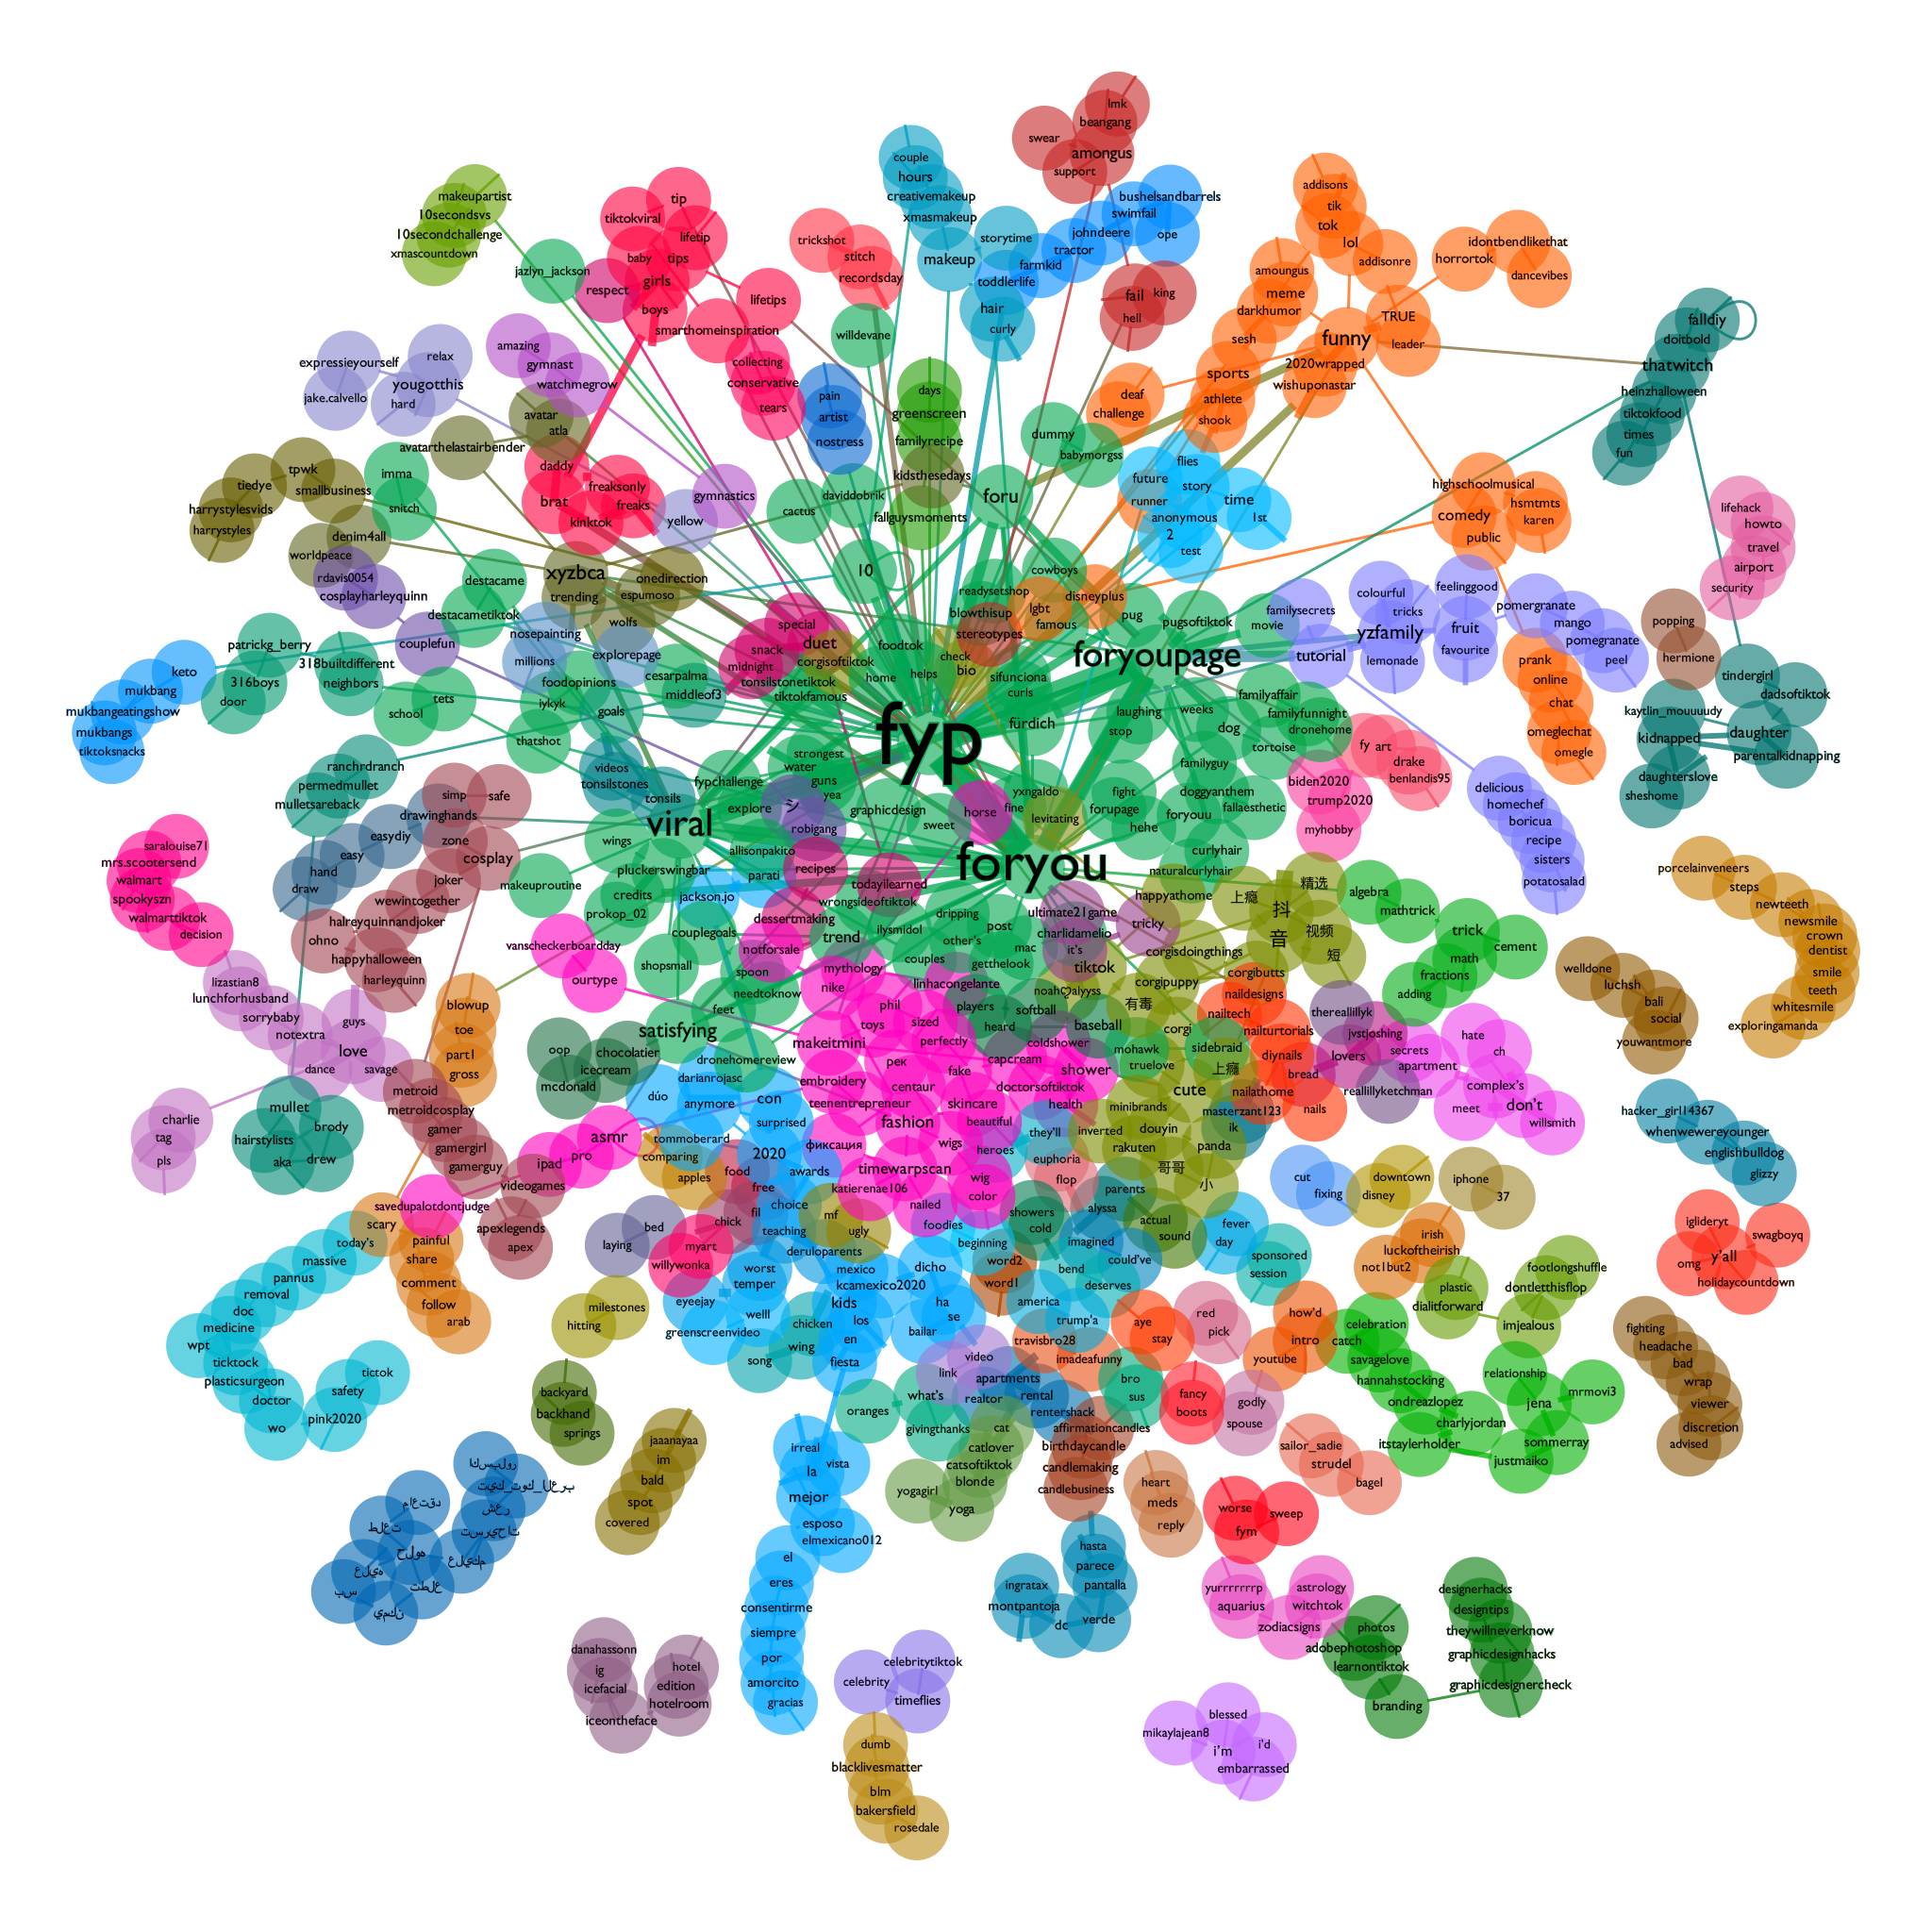 lmk
beangang
swear
amongus
support
couple
hours
creativemakeup
xmasmakeup
makeup
storytime
bushelsandbarrels
swimfail
johndeere
ope
tractor
farmkid
toddlerlife
hair
curly
addisons
tik
tok
lol
addisonre
idontbendlikethat
horrortok
dancevibes
makeupartist
10secondsvs
10secondchallenge
xmascountdown
tip
tiktokviral
lifetip
baby
tips
girls
boys
lifetips
smarthomeinspiration
jazlyn_jackson
respect
trickshot
stitch
recordsday
willdevane
fail
king
hell
amoungus
meme
darkhumor
TRUE
sesh
funny
leader
2020wrapped
wishuponastar
sports
athlete
shook
deaf
challenge
falldiy
doitbold
thatwitch
heinzhalloween
tiktokfood
times
fun
expressieyourself
relax
yougotthis
jake.calvello
hard
amazing
gymnast
watchmegrow
collecting
conservative
tears
pain
artist
nostress
days
greenscreen
familyrecipe
kidsthesedays
fallguysmoments
dummy
babymorgss
avatar
atla
avatarthelastairbender
daddy
brat
freaksonly
freaks
kinktok
gymnastics
yellow
cactus
daviddobrik
foru
flies
future
story
runner
time
anonymous
1st
2
test
highschoolmusical
hsmtmts
comedy
karen
public
lifehack
howto
travel
airport
security
tpwk
tiedye
smallbusiness
harrystylesvids
harrystyles
imma
snitch
denim4all
worldpeace
rdavis0054
cosplayharleyquinn
destacame
destacametiktok
couplefun
xyzbca
trending
onedirection
espumoso
wolfs
10
cowboys
readysetshop
blowthisup
lgbt
disneyplus
famous
stereotypes
pug
pugsoftiktok
movie
familysecrets
colourful
tricks
feelinggood
pomergranate
yzfamily
fruit
mango
tutorial
lemonade
favourite
pomegranate
peel
popping
hermione
prank
online
chat
omeglechat
omegle
tindergirl
dadsoftiktok
kaytlin_mouuuudy
kidnapped
daughter
parentalkidnapping
daughterslove
sheshome
patrickg_berry
keto
mukbang
mukbangeatingshow
mukbangs
tiktoksnacks
316boys
door
318builtdifferent
neighbors
tets
school
nosepainting
millions
explorepage
foodopinions
cesarpalma
iykyk
middleof3
goals
thatshot
special
duet
snack
midnight
corgisoftiktok
tonsilstonetiktok
tiktokfamous
foodtok
home
helps
check
bio
sifunciona
curls
foryoupage
fyp
fürdich
laughing
stop
weeks
dog
familyaffair
familyfunnight
dronehome
tortoise
familyguy
fy
art
drake
benlandis95
biden2020
trump2020
myhobby
delicious
homechef
boricua
recipe
sisters
potatosalad
ranchrdranch
permedmullet
mulletsareback
simp
safe
drawinghands
easydiy
zone
easy
hand
draw
cosplay
joker
wewintogether
halreyquinnandjoker
ohno
happyhalloween
harleyquinn
videos
tonsilstones
tonsils
strongest
water
guns
yea
fypchallenge
explore
シ
robigang
graphicdesign
sweet
horse
yxngaldo
fine
levitating
fight
forupage
hehe
doggyanthem
foryouu
fallaesthetic
viral
wings
foryou
curlyhair
naturalcurlyhair
happyathome
makeuproutine
pluckerswingbar
credits
prokop_02
allisonpakito
parati
jackson.jo
recipes
todayilearned
wrongsideoftiktok
dessertmaking
couplegoals
notforsale
trend
ilysmidol
dripping
other's
post
mac
couples
getthelook
ultimate21game
charlidamelio
it's
tricky
tiktok
上瘾
精选
抖
音
视频
短
algebra
mathtrick
trick
cement
math
fractions
adding
corgisdoingthings
corgibutts
corgipuppy
saralouise71
mrs.scootersend
walmart
spookyszn
walmarttiktok
decision
lizastian8
lunchforhusband
sorrybaby
notextra
guys
love
dance
savage
vanscheckerboardday
ourtype
shopsmall
spoon
needtoknow
feet
satisfying
dronehomereview
mythology
nike
phil
toys
sized
linhacongelante
players
heard
noah♡alyyss
softball
baseball
有毒
naildesigns
nailtech
nailturtorials
corgi
sidebraid
diynails
porcelainveneers
steps
newteeth
newsmile
crown
dentist
smile
teeth
whitesmile
exploringamanda
welldone
luchsh
bali
social
youwantmore
blowup
toe
part1
gross
oop
chocolatier
icecream
mcdonald
makeitmini
perfectly
рек
fake
coldshower
capcream
shower
doctorsoftiktok
mohawk
truelove
上癮
bread
nailathome
nails
thereallillyk
jvstjoshing
lovers
secrets
apartment
reallillyketchman
hate
ch
complex's
don't
meet
willsmith
charlie
tag
pls
mullet
hairstylists
brody
aka
drew
metroid
metroidcosplay
gamer
gamergirl
gamerguy
dúo
darianrojasc
con
anymore
surprised
embroidery
centaur
teenentrepreneur
skincare
health
fashion
beautiful
wigs
heroes
they'll
cute
minibrands
inverted
douyin
rakuten
masterzant123
ik
panda
哥哥
小
hacker_girl14367
whenwewereyounger
englishbulldog
glizzy
asmr
pro
ipad
videogames
tommoberard
comparing
apples
2020
food
фиксация
awards
free
timewarpscan
katierenae106
wig
color
euphoria
flop
parents
alyssa
savedupalotdontjudge
scary
apexlegends
apex
painful
share
comment
follow
arab
bed
laying
chick
fil
choice
teaching
myart
willywonka
mf
ugly
nailed
foodies
showers
cold
beginning
imagined
could've
actual
sound
fever
day
sponsored
session
cut
fixing
downtown
disney
iphone
37
irish
luckoftheirish
not1but2
today's
massive
pannus
removal
doc
medicine
wpt
ticktock
plasticsurgeon
doctor
wo
tictok
safety
pink2020
deruloparents
worst
temper
mexico
dicho
kcamexico2020
word2
word1
bend
deserves
america
trump'a
eyeejay
welll
greenscreenvideo
kids
los
ha
se
en
bailar
chicken
wing
song
fiesta
milestones
hitting
travisbro28
imadeafunny
aye
stay
red
pick
how'd
intro
youtube
celebration
catch
savagelove
hannahstocking
plastic
dialitforward
footlongshuffle
dontletthisflop
imjealous
iglideryt
y'all
swagboyq
omg
holidaycountdown
fighting
headache
bad
wrap
viewer
discretion
advised
backyard
backhand
springs
video
link
apartments
realtor
rental
rentershack
bro
sus
fancy
boots
godly
spouse
ondreazlopez
charlyjordan
itstaylerholder
relationship
jena
mrmovi3
sommerray
justmaiko
oranges
what's
givingthanks
cat
catlover
catsoftiktok
blonde
yogagirl
yoga
affirmationcandles
birthdaycandle
candlemaking
candlebusiness
sailor_sadie
strudel
bagel
heart
meds
reply
worse
sweep
fym
jaaanayaa
im
bald
spot
covered
irreal
vista
la
mejor
esposo
elmexicano012
el
eres
consentirme
siempre
por
amorcito
gracias
اكسبلور
تيك_توك_العرب
ماعتقد
شعر
طلعت
تسريحات
حلوه
عليكم
عليه
بس
تطلع
يمكن
hasta
parece
ingratax
pantalla
montpantoja
verde
dc
yurrrrrrrp
astrology
aquarius
witchtok
zodiacsigns
photos
adobephotoshop
learnontiktok
branding
designerhacks
designtips
theywillneverknow
graphicdesignhacks
graphicdesignercheck
danahassonn
ig
icefacial
iceontheface
hotel
edition
hotelroom
celebritytiktok
celebrity
timeflies
dumb
blacklivesmatter
blm
bakersfield
rosedale
blessed
mikaylajean8
i'm
i'd
embarrassed